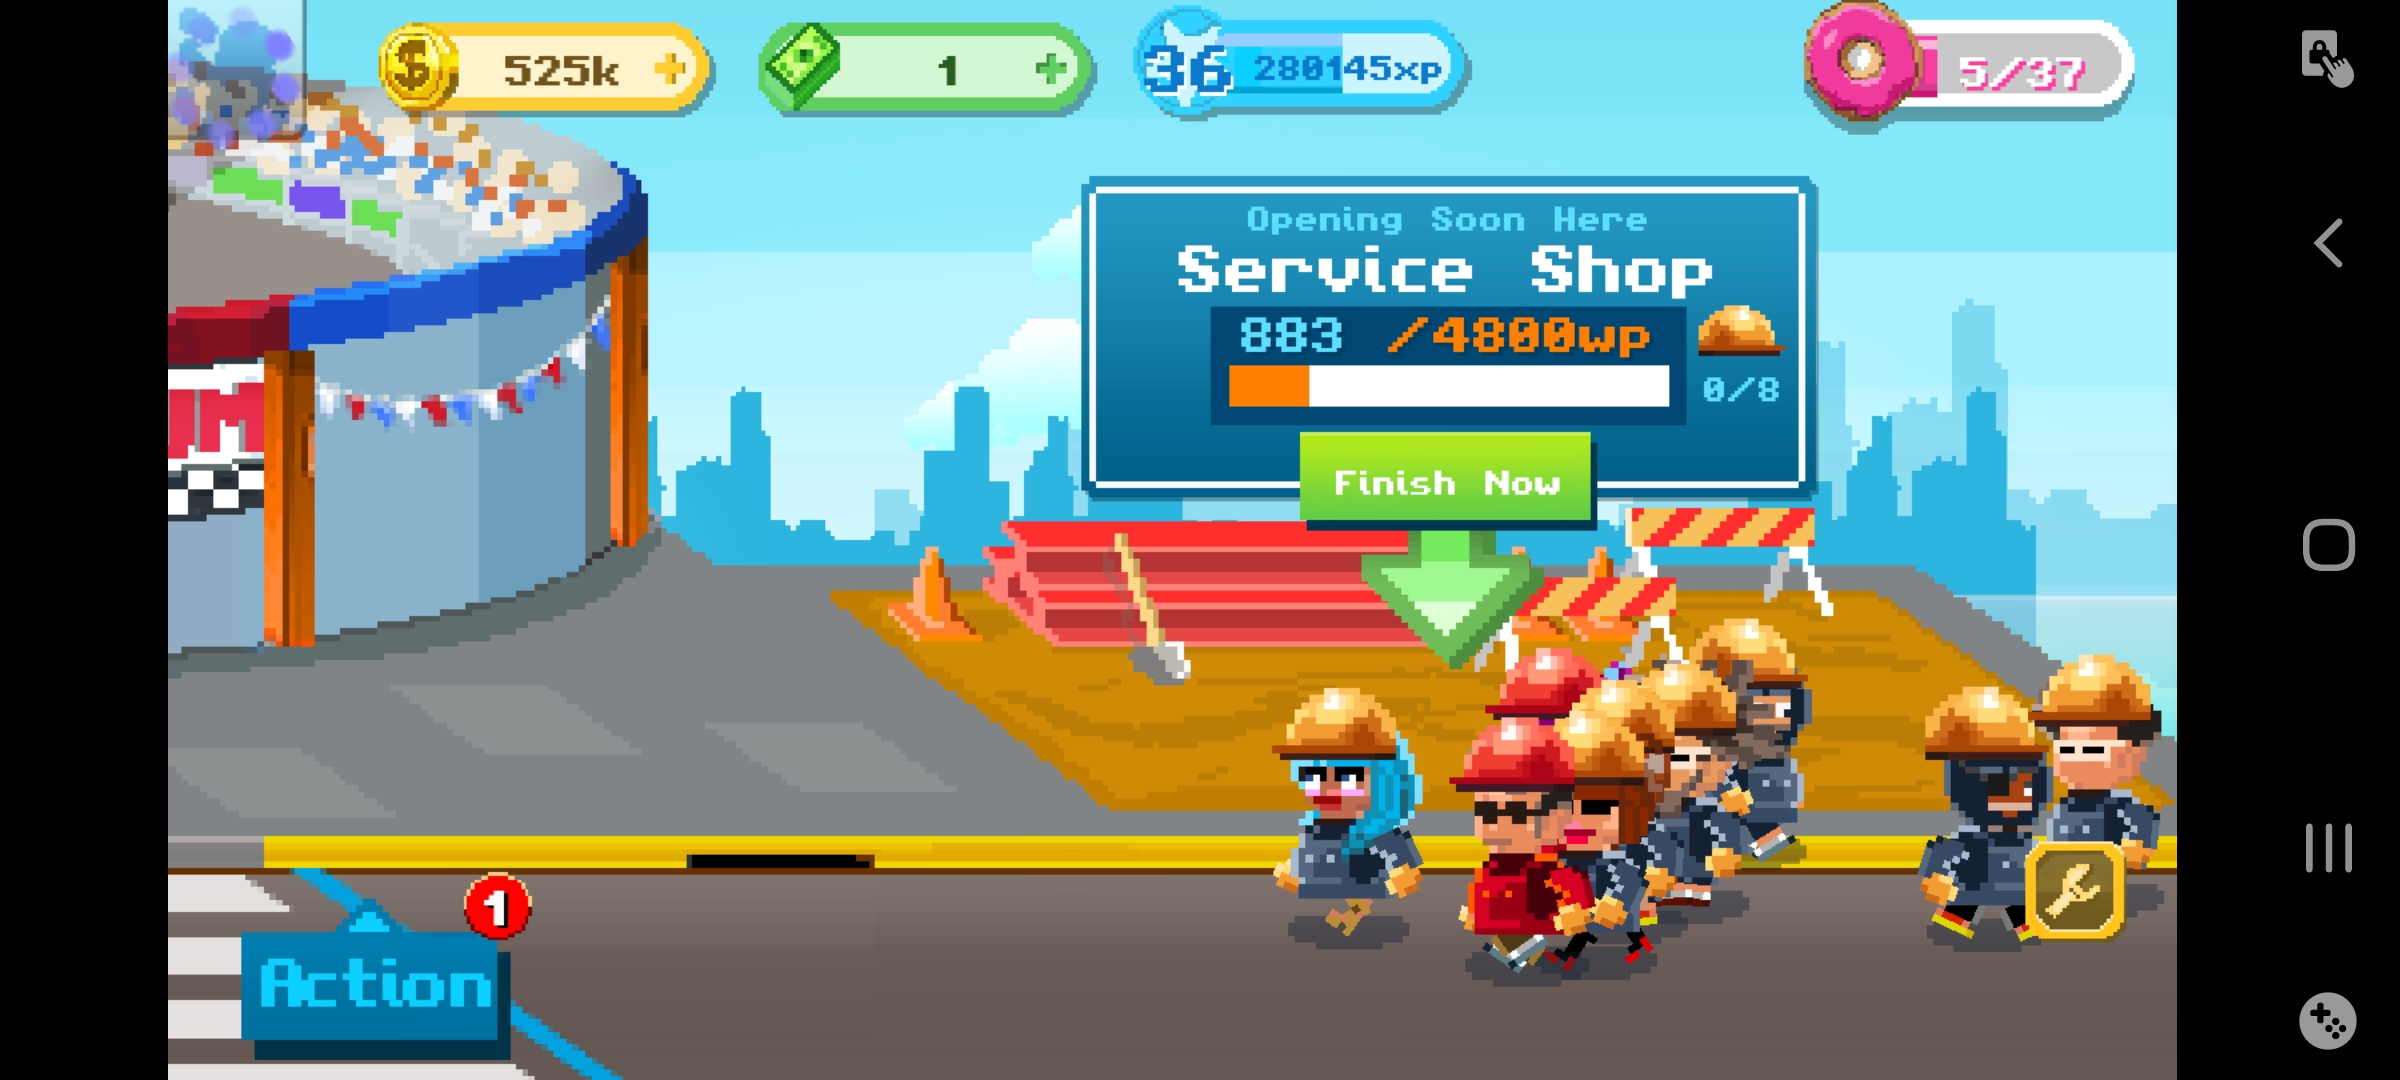 525k
1
36 280145xp
5/37
Opening Soon Here
Service Shop
883 /4800wp
0/8
Finish Now
IM
1
Action